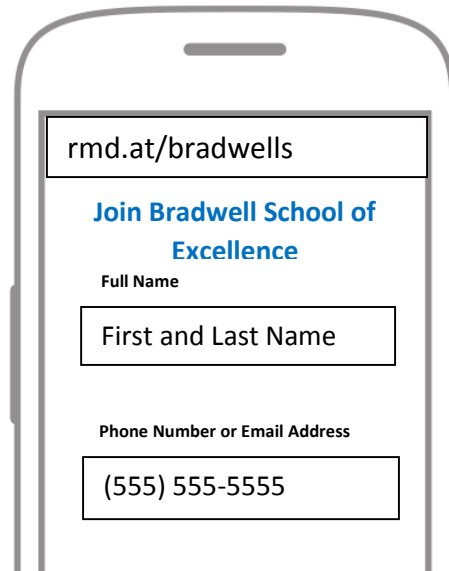 rmd.at/bradwells
Join Bradwell School of
Excellence
Full Name
First and Last Name
Phone Number or Email Address
(555) 555-5555